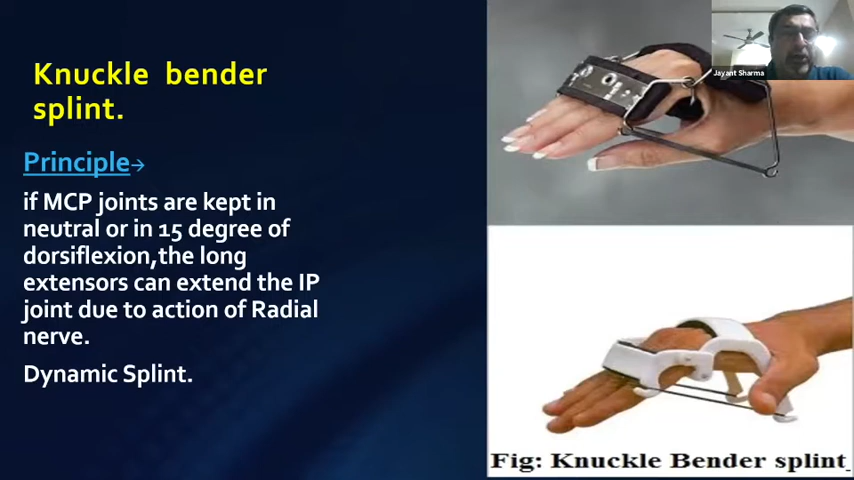 Knuckle bender
splint.
Principle→
if MCP joints are kept in
neutral or in 15 degree of
dorsiflexion,the long
extensors can extend the IP
joint due to action of Radial
nerve.
Dynamic Splint.
Jayant Sharma
Fig: Knuckle Bender splint.